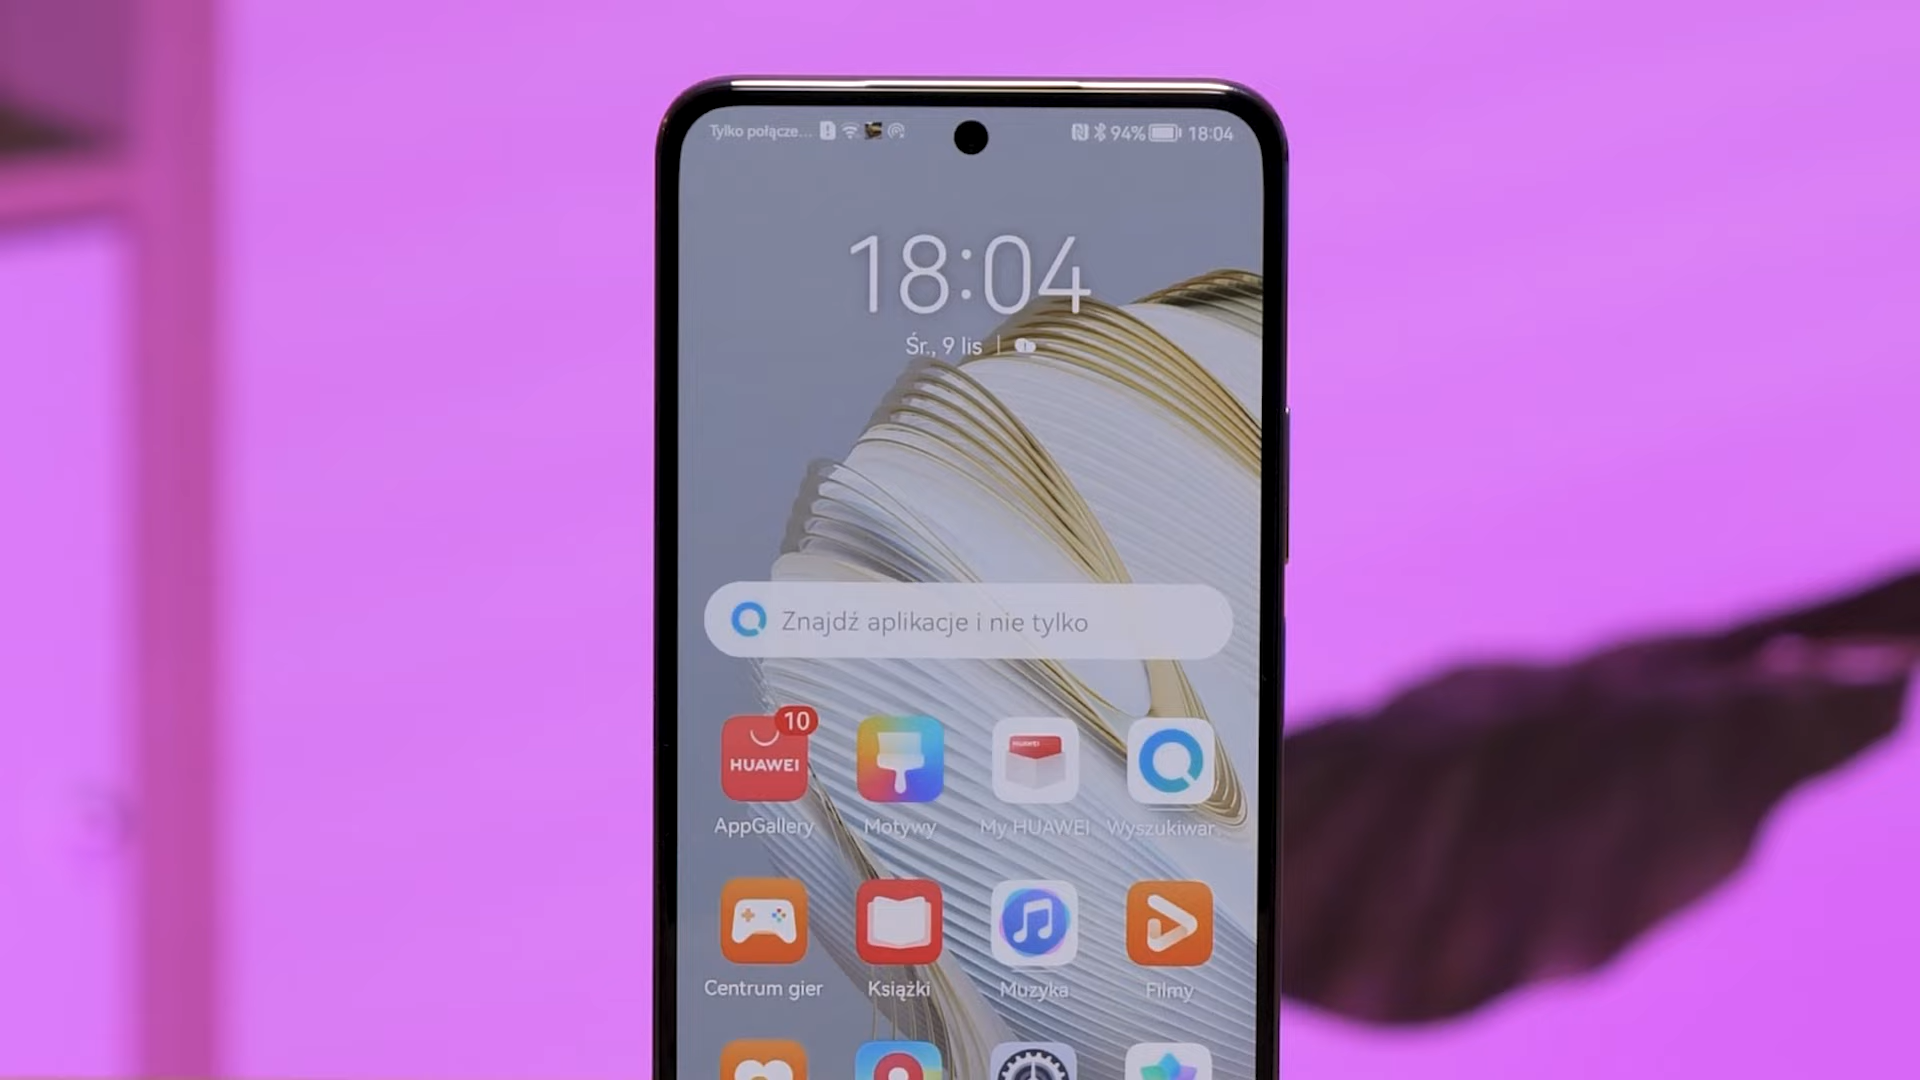 Tylko połącze... 94% 18:04
18:04
Śr., 9 lis
Znajdź aplikacje i nie tylko
10
HUAWEI
HUAWEI
AppGallery Motywy My HUAWEI Wyszukiwar...
Centrum gier Książki Muzyka Filmy